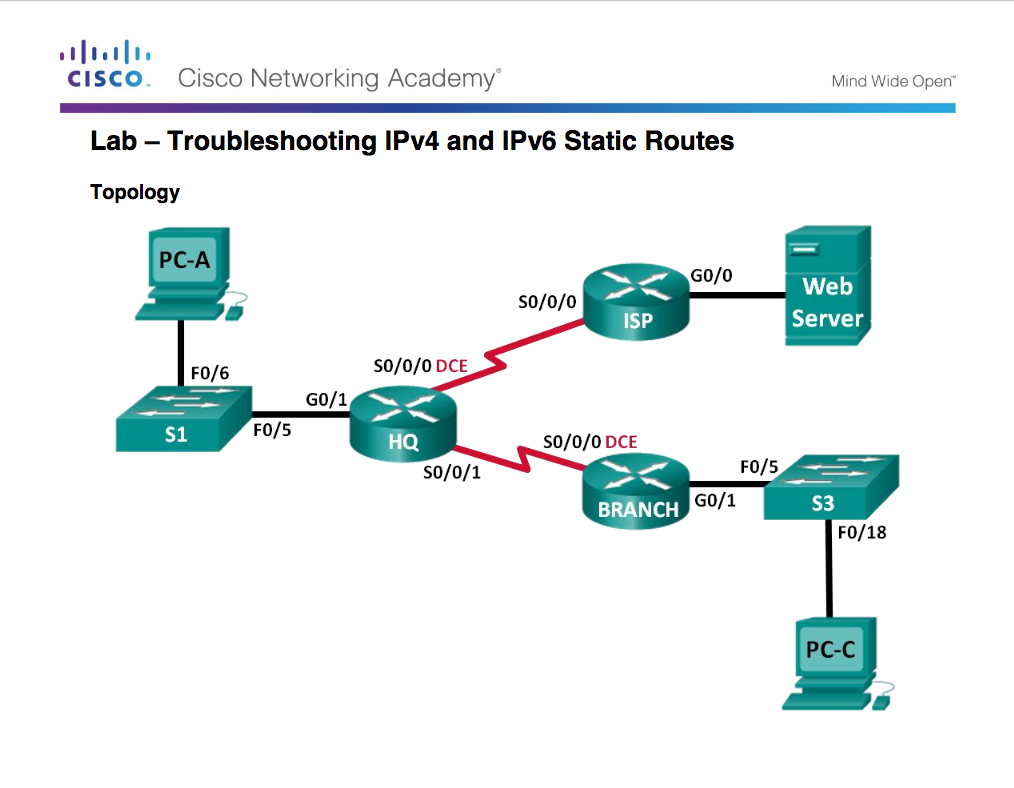 CISCO
Cisco Networking Academy®
Mind Wide Open™
Lab – Troubleshooting IPv4 and IPv6 Static Routes
Topology
PC-A
F0/6
S1
F0/5
G0/1
S0/0/0 DCE
HQ
S0/0/1
S0/0/0
ISP
G0/0
Web
Server
S0/0/0 DCE
BRANCH
G0/1
F0/5
S3
F0/18
PC-C